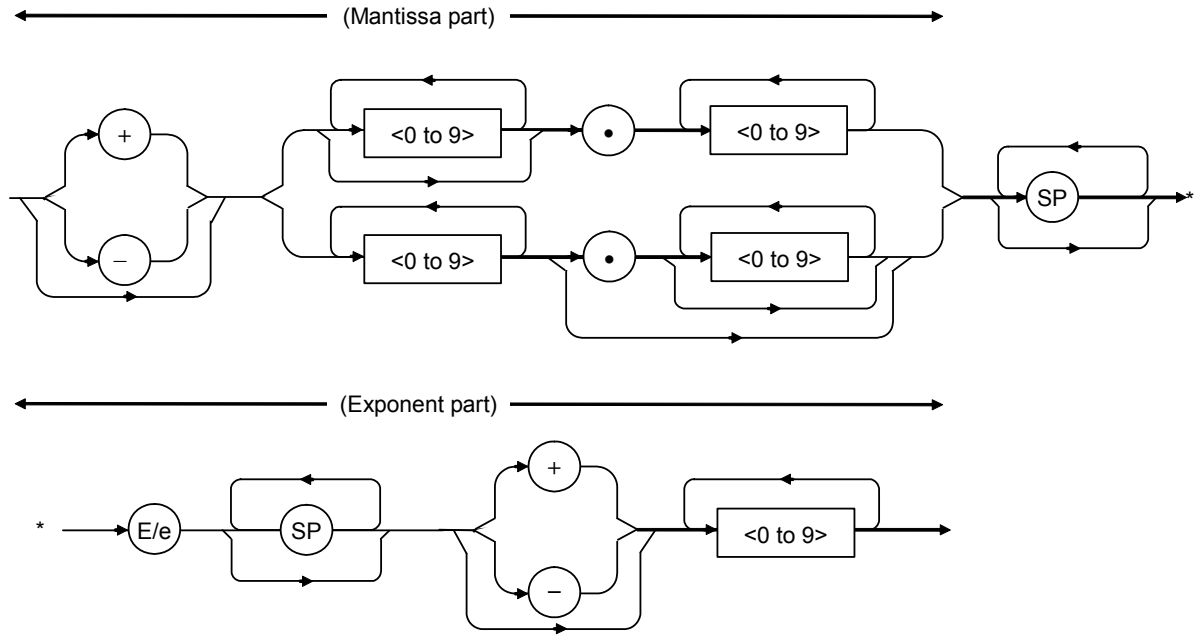 (Mantissa part)
+
<0 to 9> • <0 to 9>
SP *
−
<0 to 9> • <0 to 9>
(Exponent part)
+
* E/e SP <0 to 9>
−